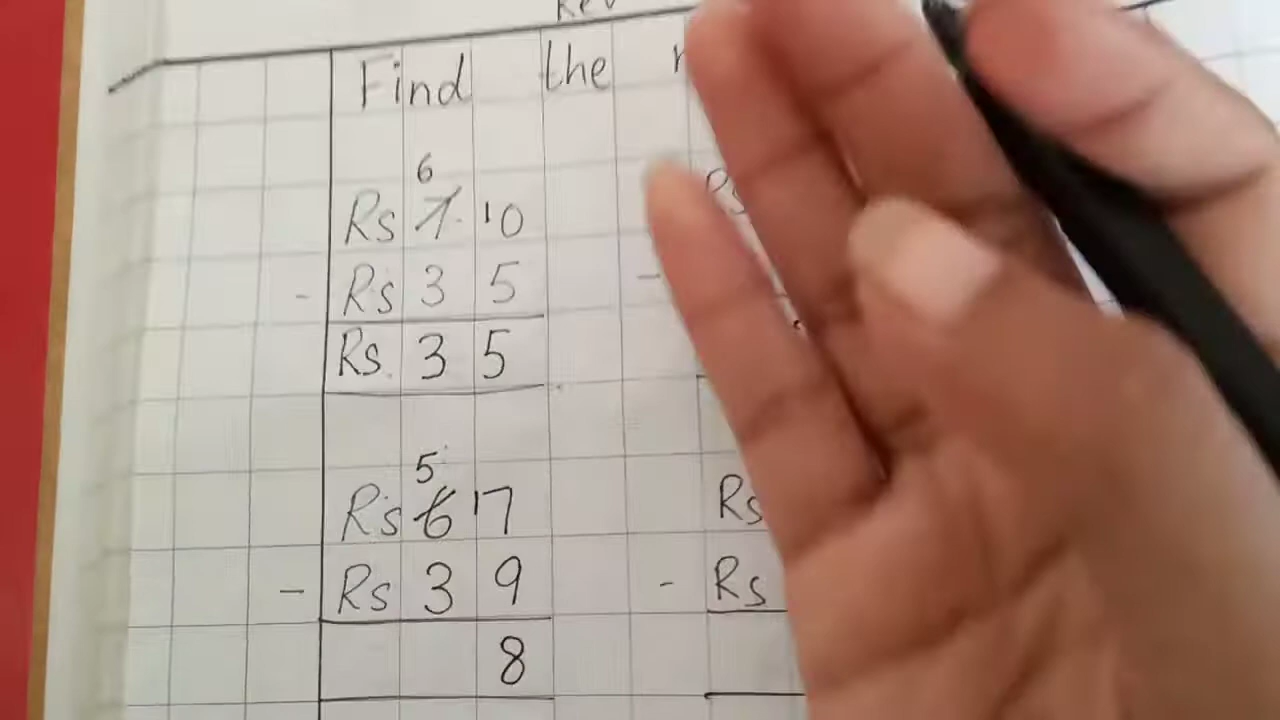 Find the
6
Rs 7 10
- Rs 3 5
Rs. 3 5
5
Rs 6 17
- Rs 3 9
8
Rs
- Rs